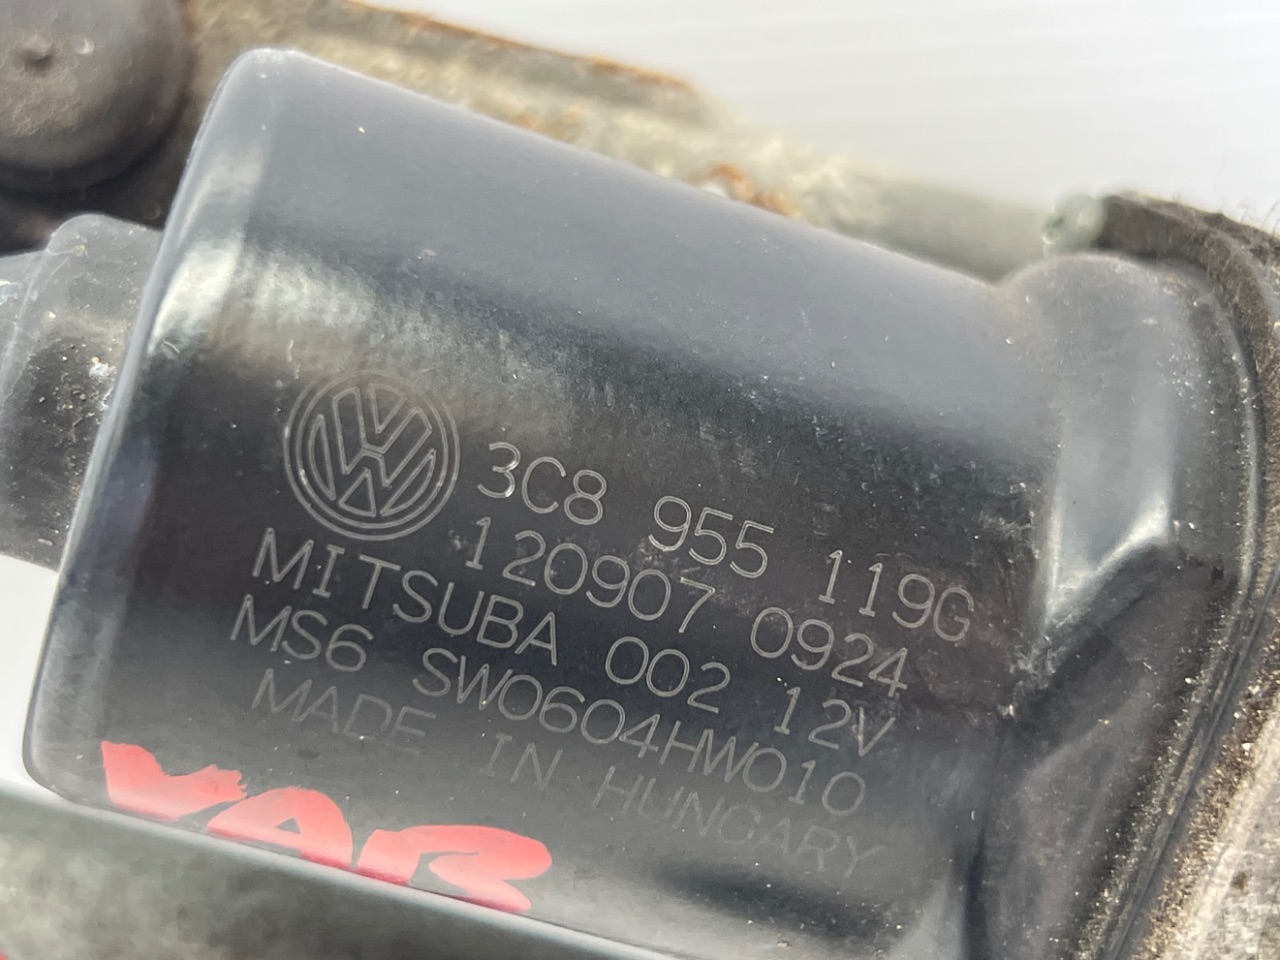 3C8 955 119G
120907 0924
MITSUBA 002 12V
MS6 SW0604HW010
MADE IN HUNGARY